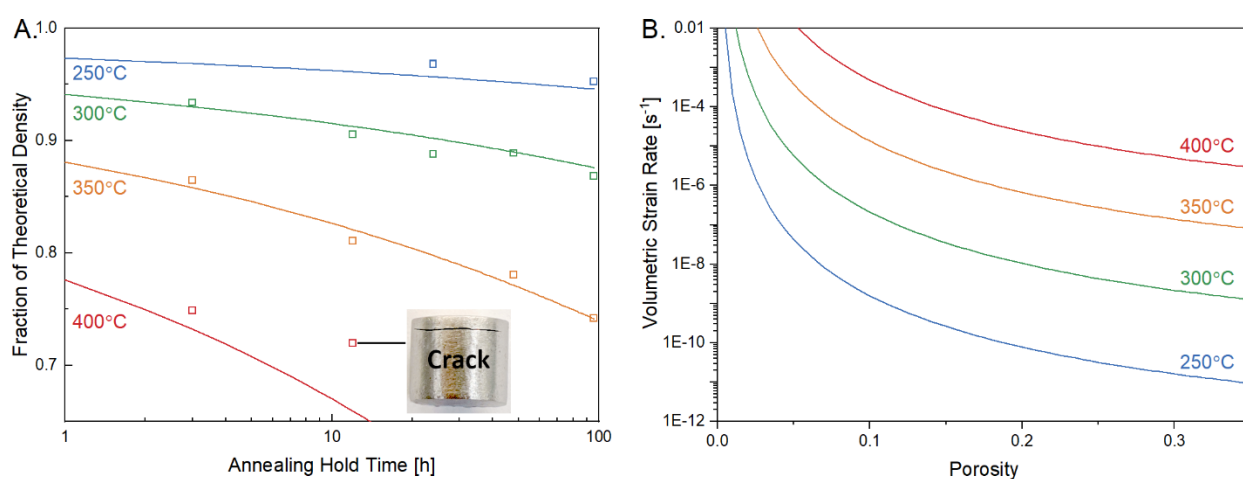 A.
Fraction of Theoretical Density
1.0
0.9
0.8
0.7
250°C
300°C
350°C
400°C
Crack
1
10
100
Annealing Hold Time [h]
B.
Volumetric Strain Rate [s⁻¹]
0.01
1E-4
1E-6
1E-8
1E-10
1E-12
400°C
350°C
300°C
250°C
0.0
0.1
0.2
0.3
Porosity